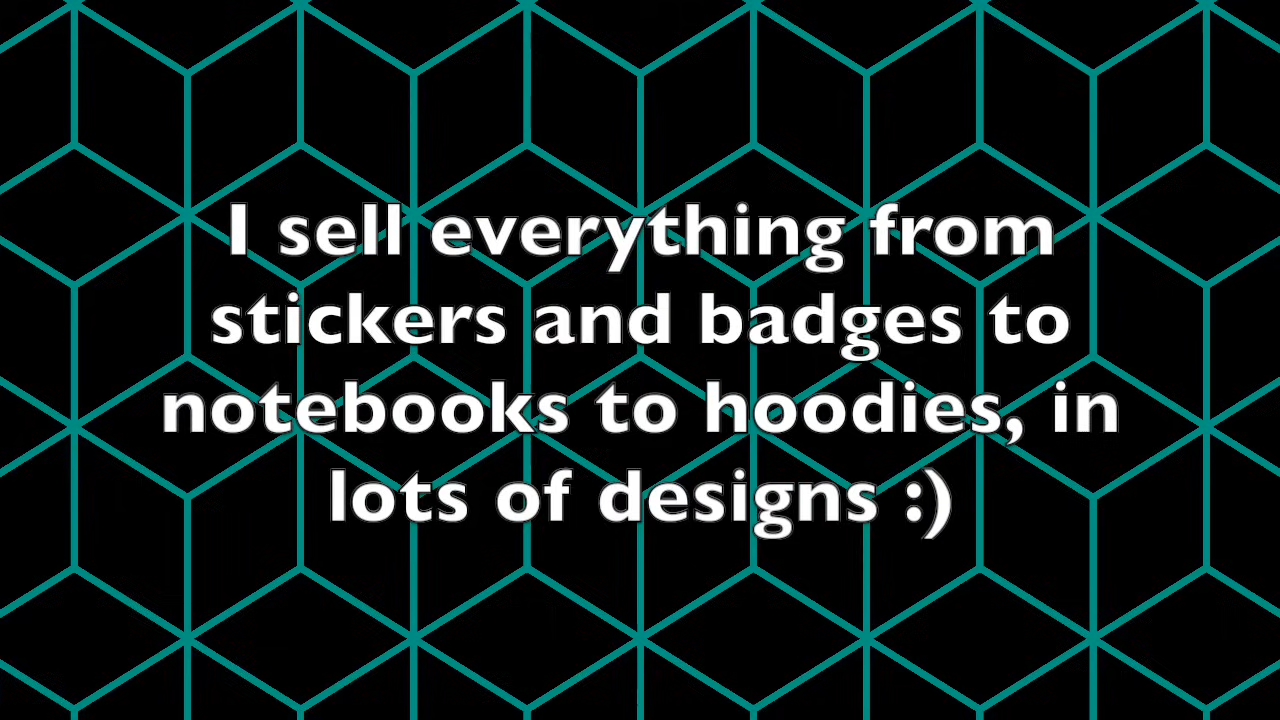 I sell everything from
stickers and badges to
notebooks to hoodies, in
lots of designs :)